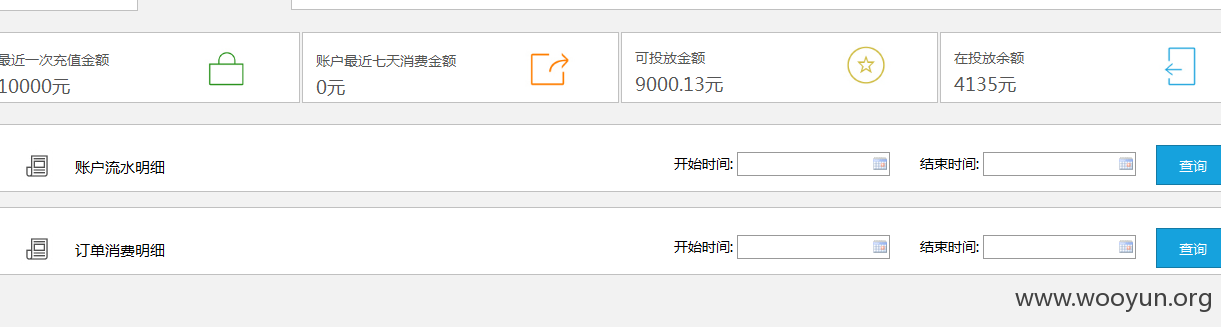 最近一次充值金额
10000元
账户最近七天消费金额
0元
可投放金额
9000.13元
在投放余额
4135元
账户流水明细 开始时间: 结束时间: 查询
订单消费明细 开始时间: 结束时间: 查询
www.wooyun.org